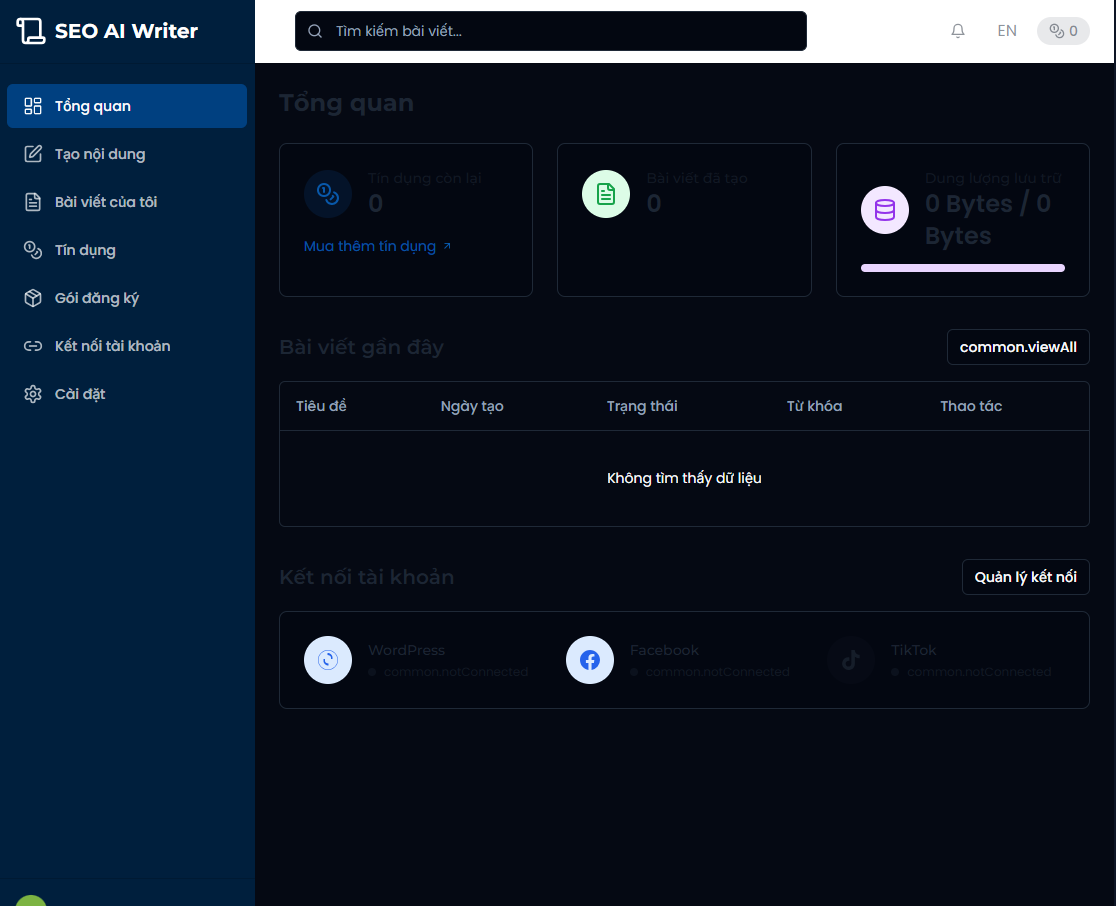 SEO AI Writer
Tìm kiếm bài viết...
EN
0
Tổng quan
Tạo nội dung
Bài viết của tôi
Tín dụng
Gói đăng ký
Kết nối tài khoản
Cài đặt
Tổng quan
Tín dụng còn lại
0
Mua thêm tín dụng
Bài viết đã tạo
0
Dung lượng lưu trữ
0 Bytes / 0
Bytes
Bài viết gần đây
common.viewAll
Tiêu đề Ngày tạo Trạng thái Từ khóa Thao tác
Không tìm thấy dữ liệu
Kết nối tài khoản
Quản lý kết nối
WordPress
common.notConnected
Facebook
common.notConnected
TikTok
common.notConnected